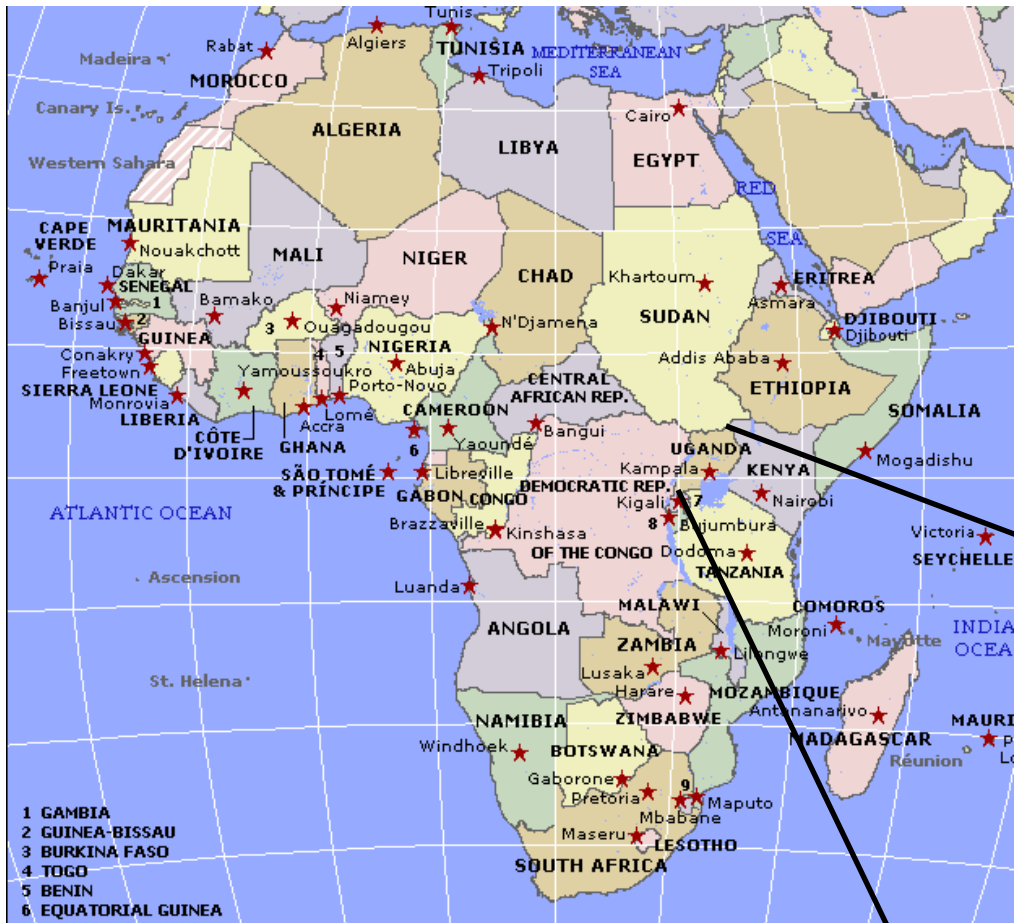 Tunis
Algiers
Rabat
TUNISIA
MEDITERRANEAN
SEA
Madeira
MOROCCO
Tripoli
Canary Is.
Cairo
ALGERIA
LIBYA
EGYPT
Western Sahara
RED
SEA
MAURITANIA
CAPE
VERDE
Nouakchott
MALI
NIGER
CHAD
Khartoum
ERITREA
Praia
Dakar
SENEGAL
Asmara
Banjul
1
Bamako
Niamey
SUDAN
DJIBOUTI
Bissau
2
3
Ouagadougou
N'Djamena
Djibouti
GUINEA
4
5
NIGERIA
Conakry
Yamoussoukro
Abuja
Addis Ababa
Freetown
CENTRAL
AFRICAN REP.
ETHIOPIA
SIERRA LEONE
Porto-Novo
Monrovia
Lomé
SOMALIA
LIBERIA
Accra
CAMEROON
Bangui
CÔTE
D'IVOIRE
GHANA
6
Yaoundé
UGANDA
Mogadishu
SÃO TOMÉ
& PRÍNCIPE
Libreville
Kampala
KENYA
GABON
CONGO
DEMOCRATIC REP.
OF THE CONGO
Kigali
7
Nairobi
ATLANTIC OCEAN
Brazzaville
8
Bujumbura
Kinshasa
Victoria
SEYCHELLE
Dodoma
TANZANIA
Ascension
Luanda
MALAWI
COMOROS
ANGOLA
Moroni
Mayotte
INDIA
OCEA
ZAMBIA
Lilongwe
St. Helena
Lusaka
Harare
MOZAMBIQUE
NAMIBIA
ZIMBABWE
Antananarivo
MAURI
Windhoek
BOTSWANA
MADAGASCAR
P
Réunion
Lo
Gaborone
9
Pretoria
Maputo
Mbabane
Maseru
LESOTHO
SOUTH AFRICA
1 GAMBIA
2 GUINEA-BISSAU
3 BURKINA FASO
4 TOGO
5 BENIN
6 EQUATORIAL GUINEA